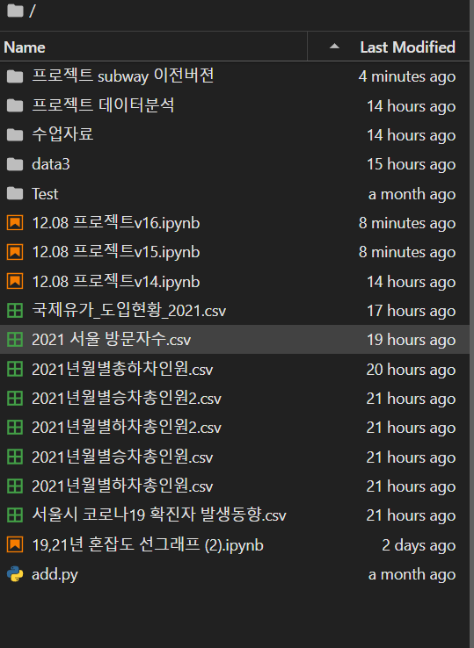 /
Name Last Modified
프로젝트 subway 이전버젼 4 minutes ago
프로젝트 데이터분석 14 hours ago
수업자료 14 hours ago
data3 15 hours ago
Test a month ago
12.08 프로젝트v16.ipynb 8 minutes ago
12.08 프로젝트v15.ipynb 8 minutes ago
12.08 프로젝트v14.ipynb 14 hours ago
국제유가_도입현황_2021.csv 17 hours ago
2021 서울 방문자수.csv 19 hours ago
2021년월별총하차인원.csv 20 hours ago
2021년월별승차총인원2.csv 21 hours ago
2021년월별하차총인원2.csv 21 hours ago
2021년월별승차총인원.csv 21 hours ago
2021년월별하차총인원.csv 21 hours ago
서울시 코로나19 확진자 발생동향.csv 21 hours ago
19,21년 혼잡도 선그래프 (2).ipynb 2 days ago
add.py a month ago